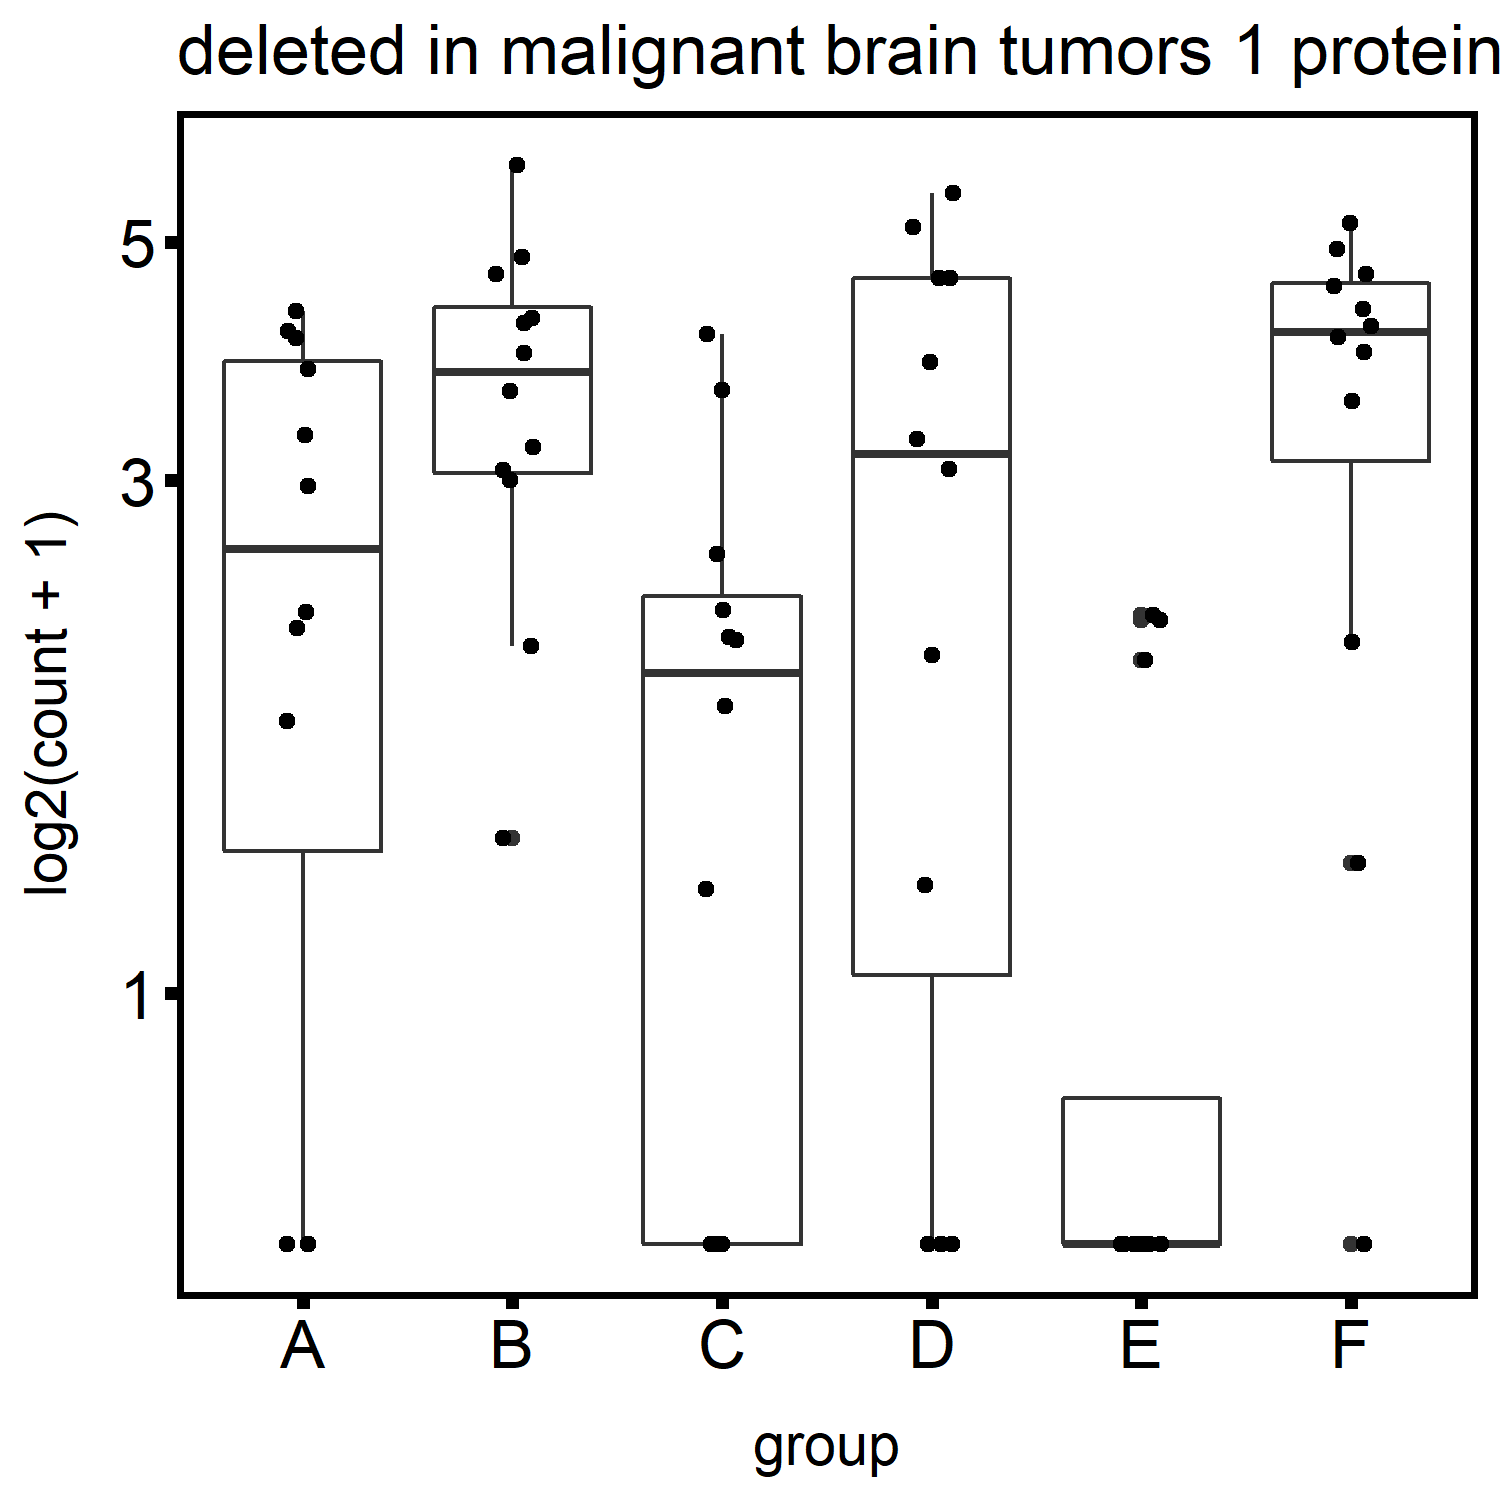 deleted in malignant brain tumors 1 protein
log2(count + 1)
5
3
1
A B C D E F
group